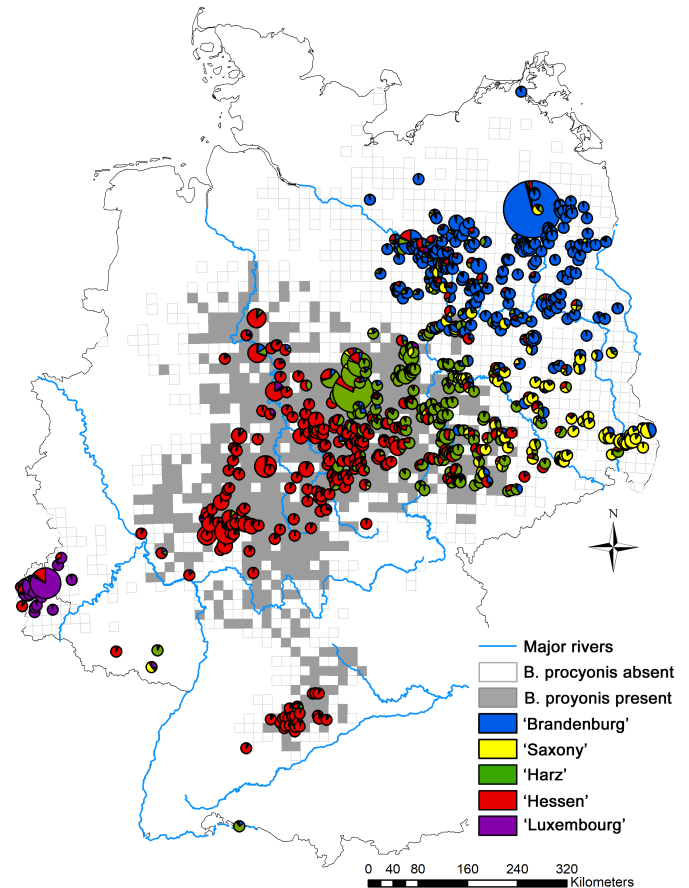 N
Major rivers
B. procyonis absent
B. proyonis present
‘Brandenburg’
‘Saxony’
‘Harz’
‘Hessen’
‘Luxembourg’
0 40 80 160 240 320
Kilometers